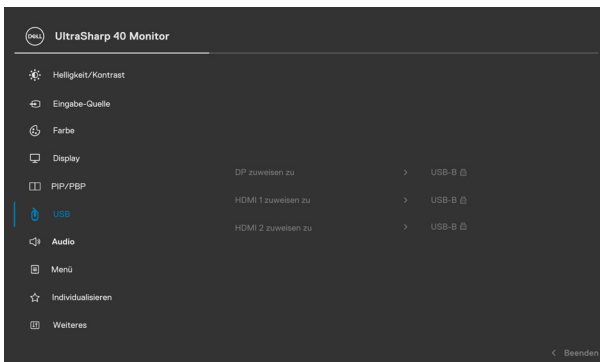 DELL UltraSharp 40 Monitor
Helligkeit/Kontrast
Eingabe-Quelle
Farbe
Display
PIP/PBP
USB
Audio
Menü
Individualisieren
Weiteres
DP zuweisen zu > USB-B
HDMI 1 zuweisen zu > USB-B
HDMI 2 zuweisen zu > USB-B
< Beenden